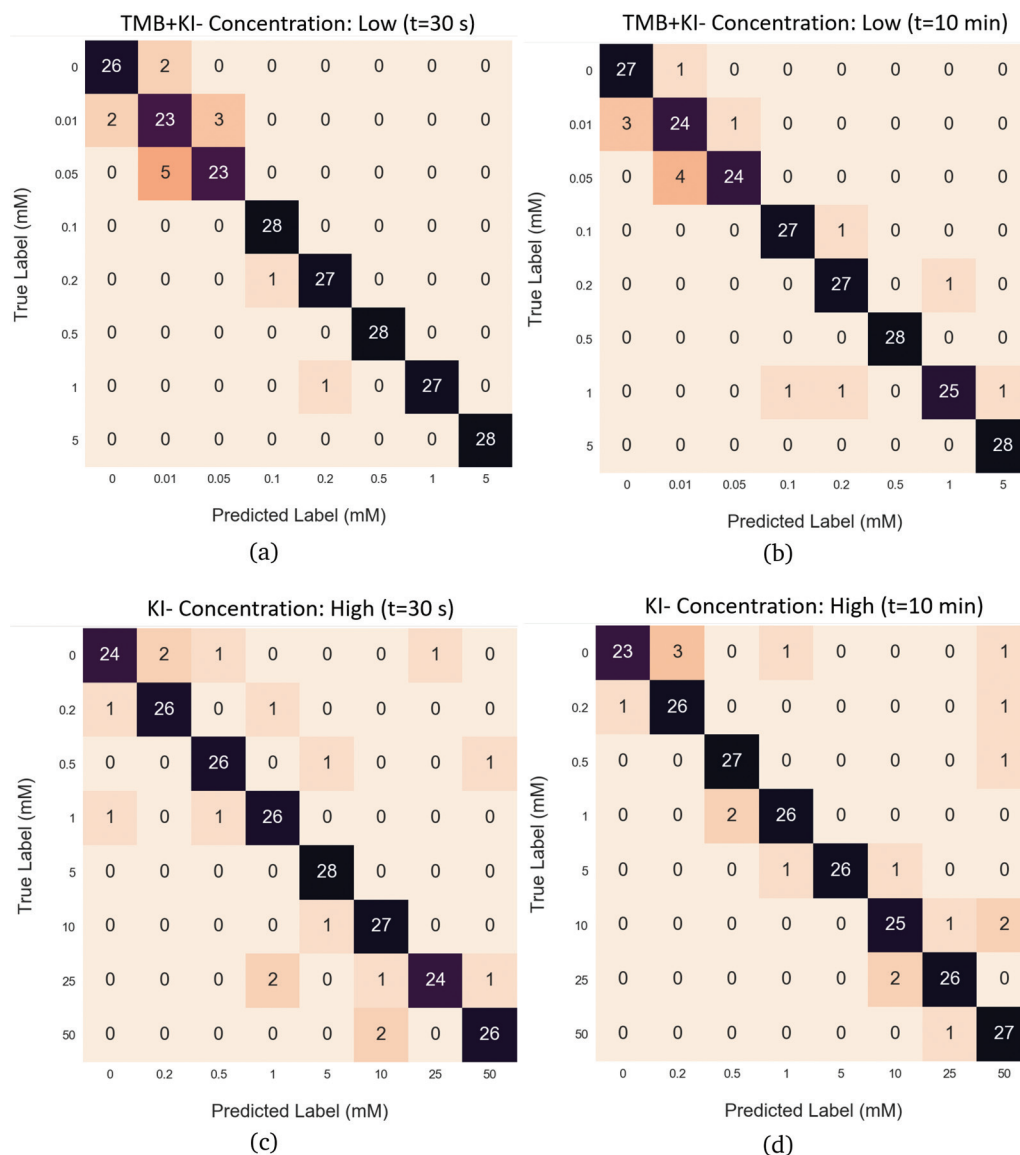 TMB+KI- Concentration: Low (t=30 s)
True Label (mM)
0 26 2 0 0 0 0 0 0
0.01 2 23 3 0 0 0 0 0
0.05 0 5 23 0 0 0 0 0
0.1 0 0 0 28 0 0 0 0
0.2 0 0 0 1 27 0 0 0
0.5 0 0 0 0 0 28 0 0
1 0 0 0 0 1 0 27 0
5 0 0 0 0 0 0 0 28
0 0.01 0.05 0.1 0.2 0.5 1 5
Predicted Label (mM)
(a)
TMB+KI- Concentration: Low (t=10 min)
True Label (mM)
0 27 1 0 0 0 0 0 0
0.01 3 24 1 0 0 0 0 0
0.05 0 4 24 0 0 0 0 0
0.1 0 0 0 27 1 0 0 0
0.2 0 0 0 0 27 0 1 0
0.5 0 0 0 0 0 28 0 0
1 0 0 0 1 1 0 25 1
5 0 0 0 0 0 0 0 28
0 0.01 0.05 0.1 0.2 0.5 1 5
Predicted Label (mM)
(b)
KI- Concentration: High (t=30 s)
True Label (mM)
0 24 2 1 0 0 0 1 0
0.2 1 26 0 1 0 0 0 0
0.5 0 0 26 0 1 0 0 1
1 1 0 1 26 0 0 0 0
5 0 0 0 0 28 0 0 0
10 0 0 0 0 1 27 0 0
25 0 0 0 2 0 1 24 1
50 0 0 0 0 0 2 0 26
0 0.2 0.5 1 5 10 25 50
Predicted Label (mM)
(c)
KI- Concentration: High (t=10 min)
True Label (mM)
0 23 3 0 1 0 0 0 1
0.2 1 26 0 0 0 0 0 1
0.5 0 0 27 0 0 0 0 1
1 0 0 2 26 0 0 0 0
5 0 0 0 1 26 1 0 0
10 0 0 0 0 0 25 1 2
25 0 0 0 0 0 2 26 0
50 0 0 0 0 0 0 1 27
0 0.2 0.5 1 5 10 25 50
Predicted Label (mM)
(d)